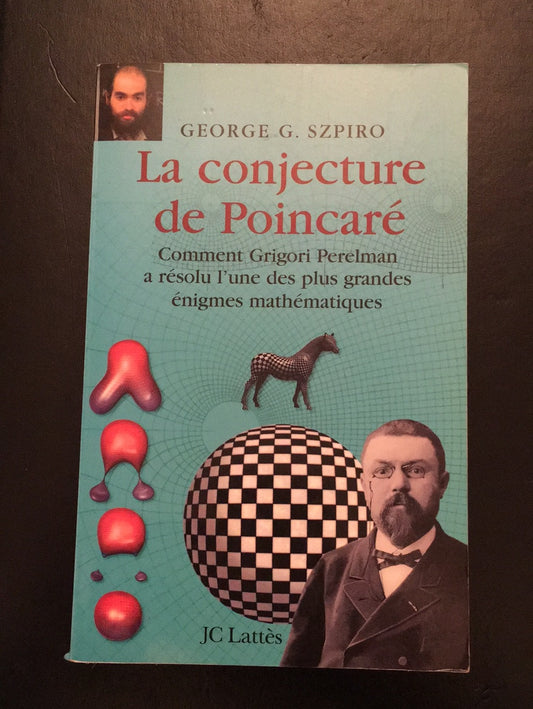 GEORGE G. SZPIRO
La conjecture
de Poincaré
Comment Grigori Perelman
a résolu l'une des plus grandes
énigmes mathématiques
JC Lattès